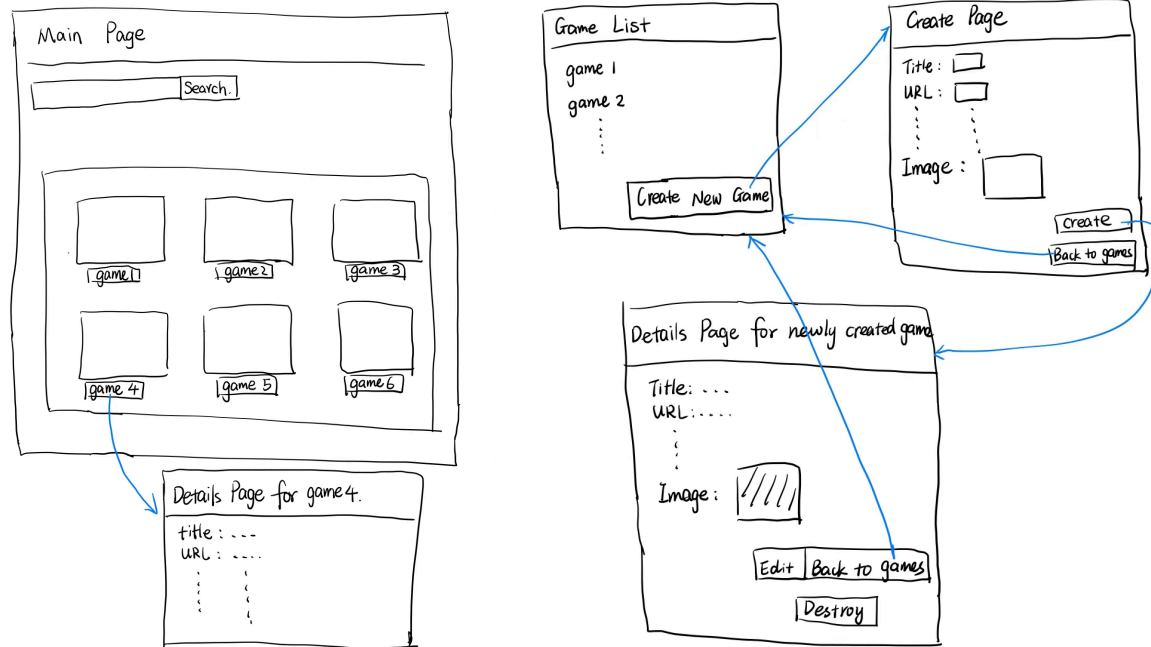 Main Page
Search.
game1
game2
game 3
game 4
game 5
game6
Details Page for game4.
title : ---
URL : ----
Game List
game 1
game 2
Create New Game
Create Page
Title :
URL :
Image :
create
Back to games
Details Page for newly created game
Title: ---
URL: ----
Image :
Edit
Back to games
Destroy